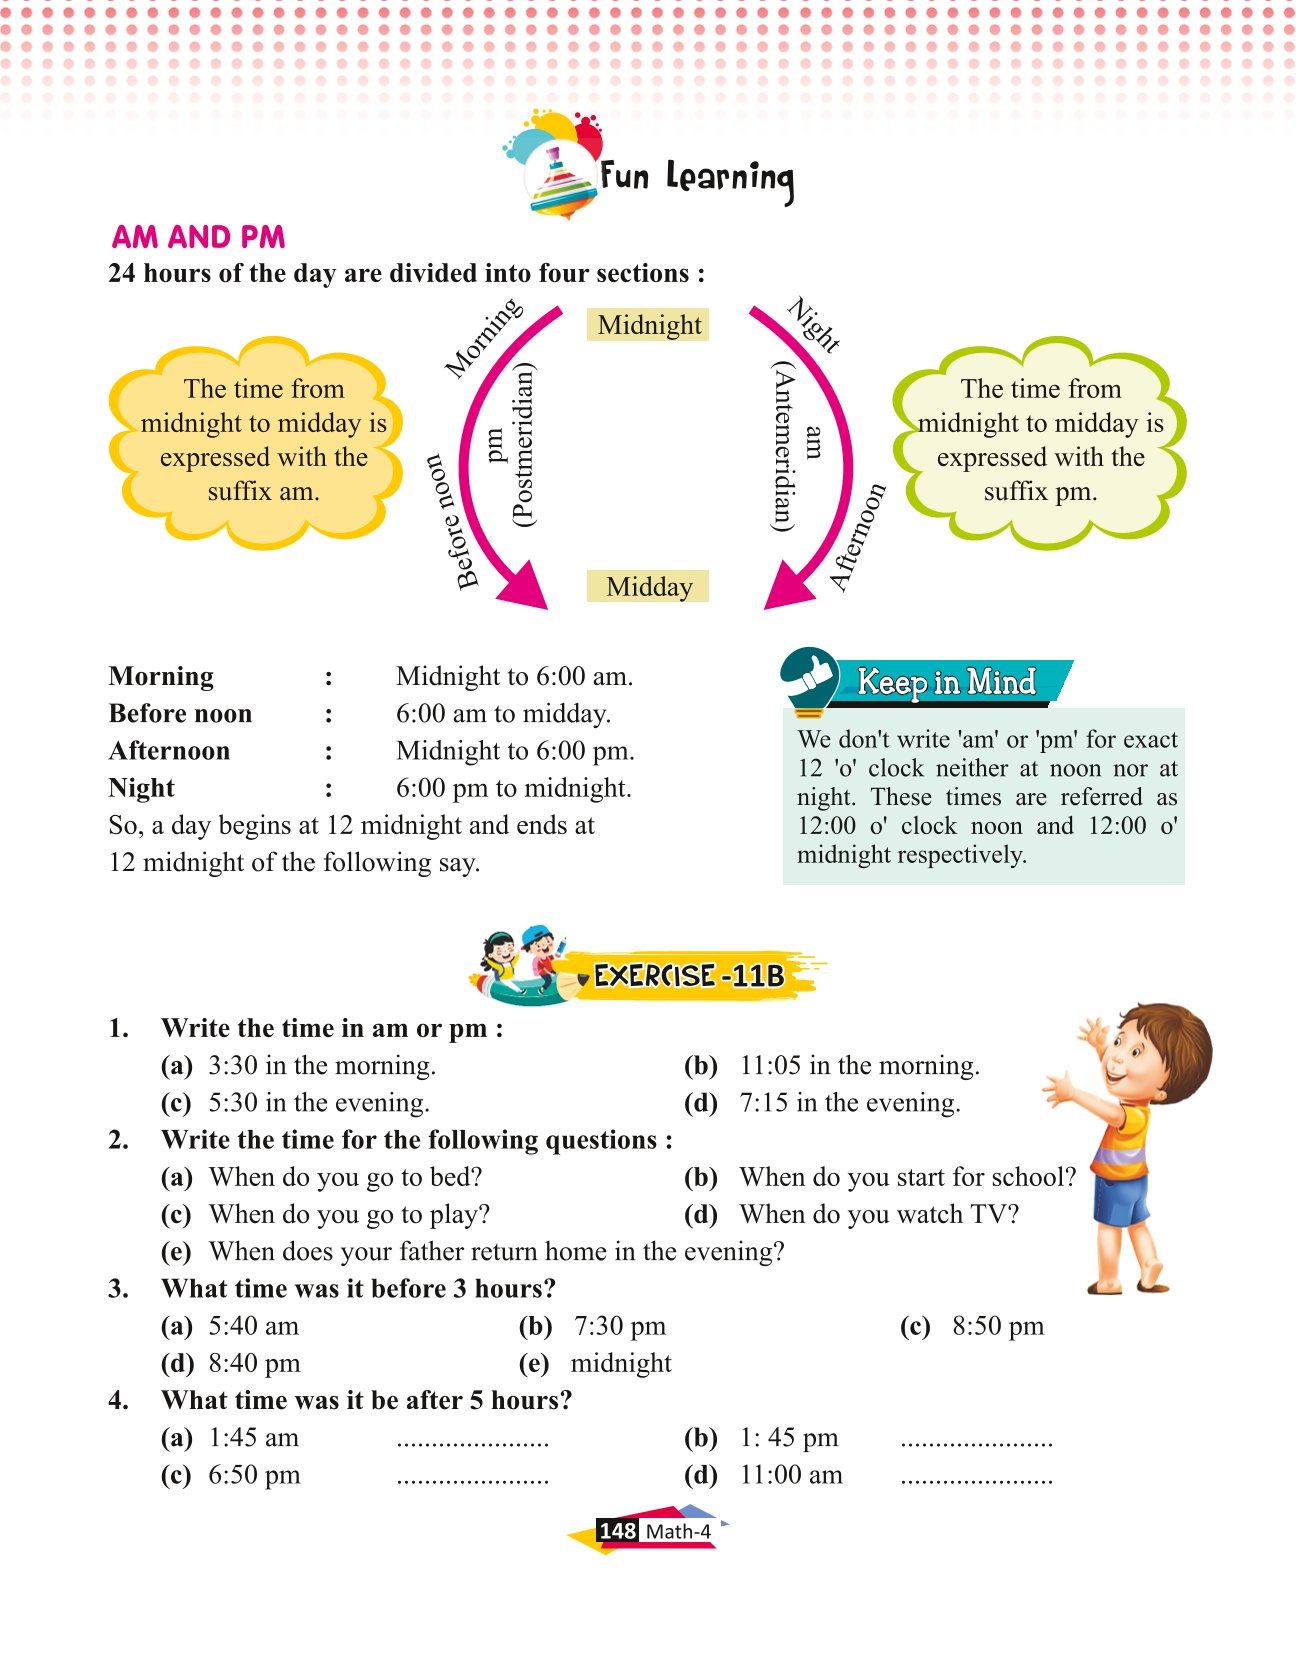 Fun Learning
AM AND PM
24 hours of the day are divided into four sections :
The time from
midnight to midday is
expressed with the
suffix am.
Morning
Before noon
pm
(Postmeridian)
Midnight
Midday
Night
am
(Antemeridian)
Afternoon
The time from
midnight to midday is
expressed with the
suffix pm.
Morning : Midnight to 6:00 am.
Before noon : 6:00 am to midday.
Afternoon : Midnight to 6:00 pm.
Night : 6:00 pm to midnight.
So, a day begins at 12 midnight and ends at
12 midnight of the following say.
Keep in Mind
We don't write 'am' or 'pm' for exact
12 'o' clock neither at noon nor at
night. These times are referred as
12:00 o' clock noon and 12:00 o'
midnight respectively.
EXERCISE -11B
1. Write the time in am or pm :
(a) 3:30 in the morning. (b) 11:05 in the morning.
(c) 5:30 in the evening. (d) 7:15 in the evening.
2. Write the time for the following questions :
(a) When do you go to bed? (b) When do you start for school?
(c) When do you go to play? (d) When do you watch TV?
(e) When does your father return home in the evening?
3. What time was it before 3 hours?
(a) 5:40 am (b) 7:30 pm (c) 8:50 pm
(d) 8:40 pm (e) midnight
4. What time was it be after 5 hours?
(a) 1:45 am ...................... (b) 1: 45 pm ......................
(c) 6:50 pm ...................... (d) 11:00 am ......................
148 Math-4